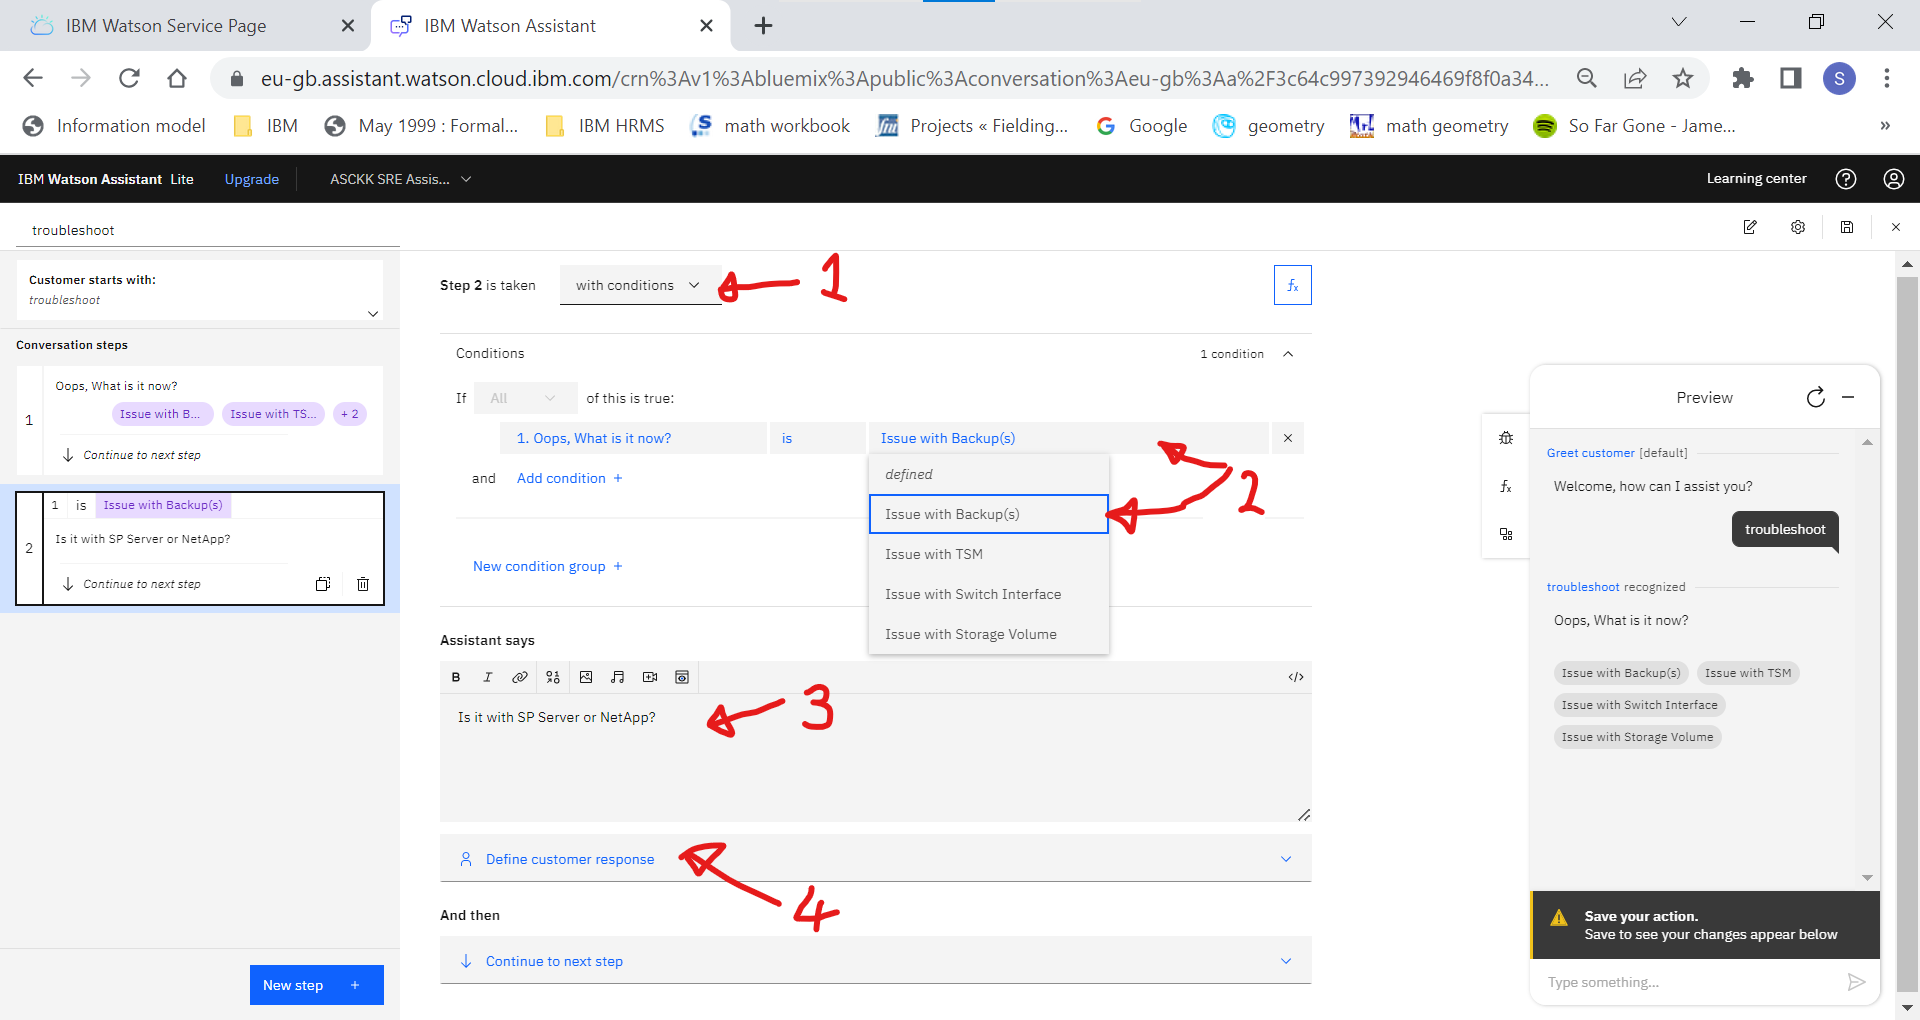 IBM Watson Service Page
IBM Watson Assistant
eu-gb.assistant.watson.cloud.ibm.com/crn%3Av1%3Abluemix%3Apublic%3Aconversation%3Aeu-gb%3Aa%2F3c64c997392946469f8f0a34...
S
Information model
IBM
May 1999 : Formal...
IBM HRMS
math workbook
Projects « Fielding...
Google
geometry
math geometry
So Far Gone - Jame...
»
IBM Watson Assistant Lite
Upgrade
ASCKK SRE Assis...
Learning center
troubleshoot
Customer starts with:
troubleshoot
Conversation steps
1
Oops, What is it now?
Issue with B...
Issue with TS...
+ 2
Continue to next step
2
1 is Issue with Backup(s)
Is it with SP Server or NetApp?
Continue to next step
New step +
Step 2 is taken
with conditions
1
fx
Conditions
1 condition
If All of this is true:
1. Oops, What is it now?
is
Issue with Backup(s)
and
Add condition +
defined
Issue with Backup(s)
Issue with TSM
Issue with Switch Interface
Issue with Storage Volume
2
New condition group +
Assistant says
B I
</>
Is it with SP Server or NetApp?
3
Define customer response
4
And then
Continue to next step
fx
Preview
Greet customer [default]
Welcome, how can I assist you?
troubleshoot
troubleshoot recognized
Oops, What is it now?
Issue with Backup(s)
Issue with TSM
Issue with Switch Interface
Issue with Storage Volume
Save your action.
Save to see your changes appear below
Type something...